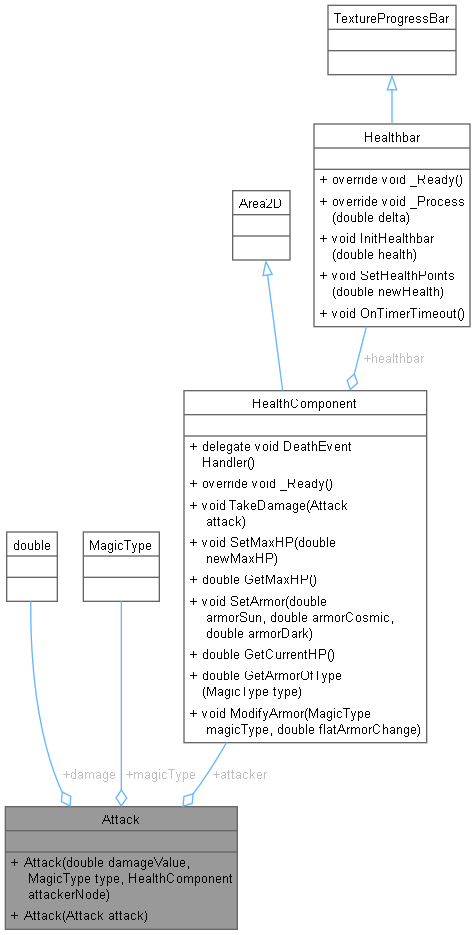 TextureProgressBar
Healthbar
+ override void _Ready()
+ override void _Process
(double delta)
+ void InitHealthbar
(double health)
+ void SetHealthPoints
(double newHealth)
+ void OnTimerTimeout()
Area2D
+healthbar
HealthComponent
+ delegate void DeathEvent
Handler()
+ override void _Ready()
+ void TakeDamage(Attack
attack)
+ void SetMaxHP(double
newMaxHP)
+ double GetMaxHP()
+ void SetArmor(double
armorSun, double armorCosmic,
double armorDark)
+ double GetCurrentHP()
+ double GetArmorOfType
(MagicType type)
+ void ModifyArmor(MagicType
magicType, double flatArmorChange)
double
MagicType
+damage
+magicType
+attacker
Attack
+ Attack(double damageValue,
MagicType type, HealthComponent
attackerNode)
+ Attack(Attack attack)